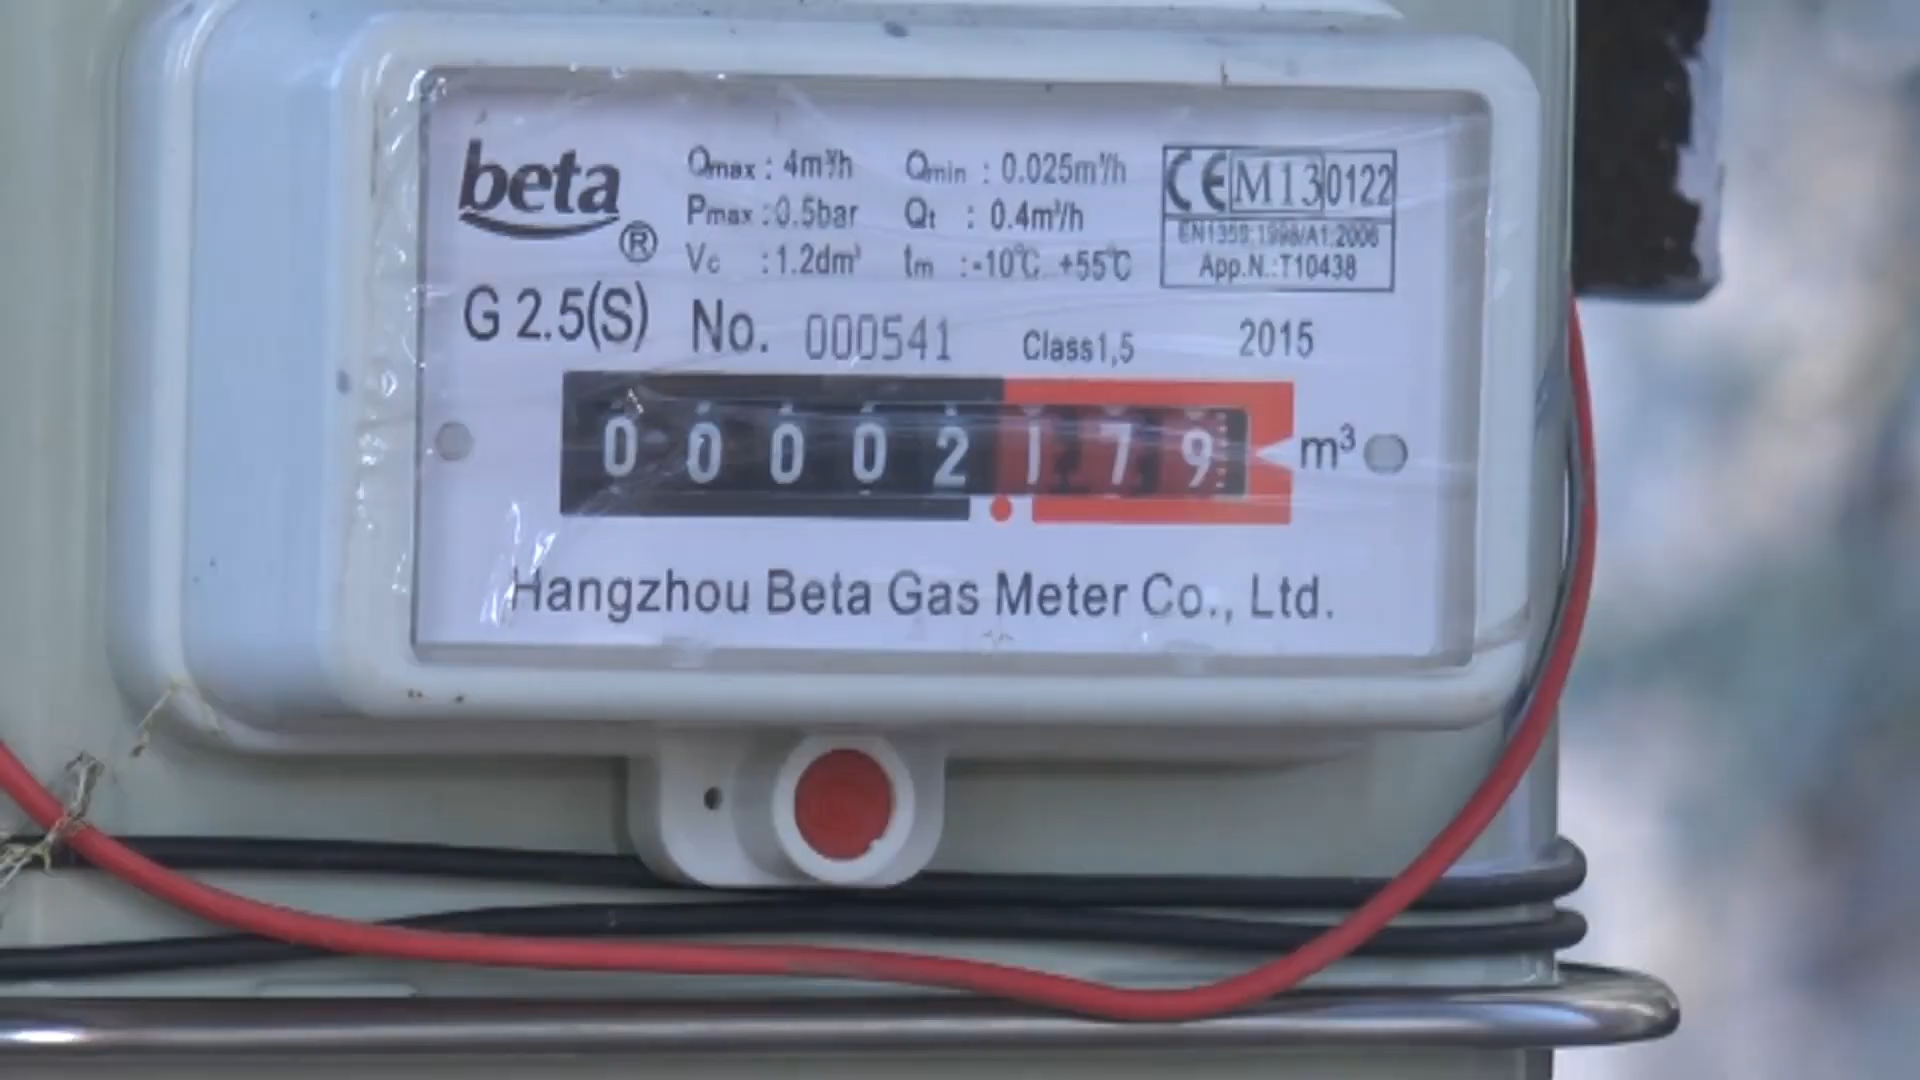 beta®
Qmax : 4m³/h Qmin : 0.025m³/h
Pmax :0.5bar Qt : 0.4m³/h
Vc :1.2dm³ tm :-10℃ +55℃
CE M13 0122
EN1359:1998/A1:2006
App.N.:T10438
G 2.5(S) No. 000541 Class1,5 2015
00002179 m³
Hangzhou Beta Gas Meter Co., Ltd.